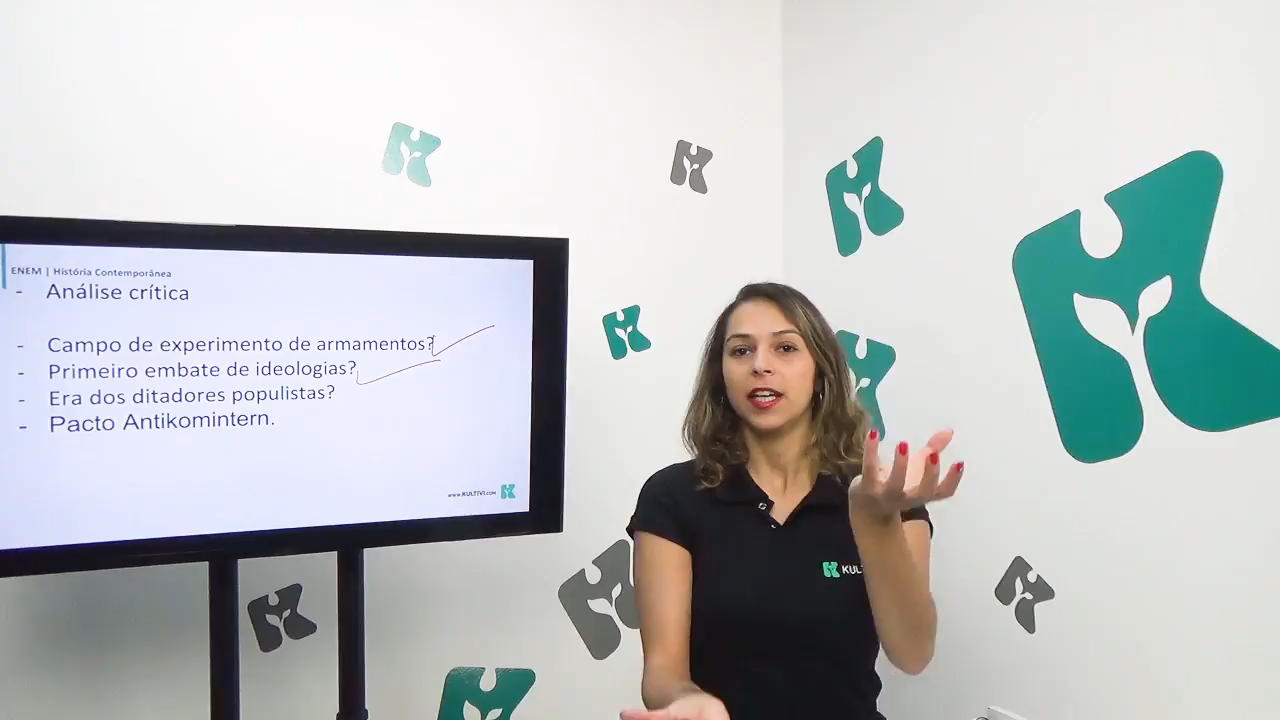 ENEM | História Contemporânea
- Análise crítica
- Campo de experimento de armamentos?
- Primeiro embate de ideologias?
- Era dos ditadores populistas?
- Pacto Antikomintern.
www.KULTIVI.COM
KUL